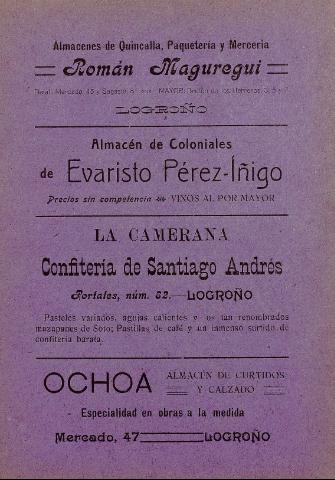 Almacenes de Quincalla, Paquetería y Mercería
Román Maguregui
Mercado
LOGROÑO
Almacén de Coloniales
de Evaristo Pérez-Íñigo
Precios sin competencia VINOS AL POR MAYOR
LA CAMERANA
Confitería de Santiago Andrés
Portales, núm. 82.—LOGROÑO
Pasteles variados, agujas calientes y los tan renombrados
mazapanes de Soto; Pastillas de café y un inmenso surtido de
confitería barata.
OCHOA ALMACÉN DE CURTIDOS
Y CALZADO
Especialidad en obras a la medida
Mercado, 47 LOGROÑO